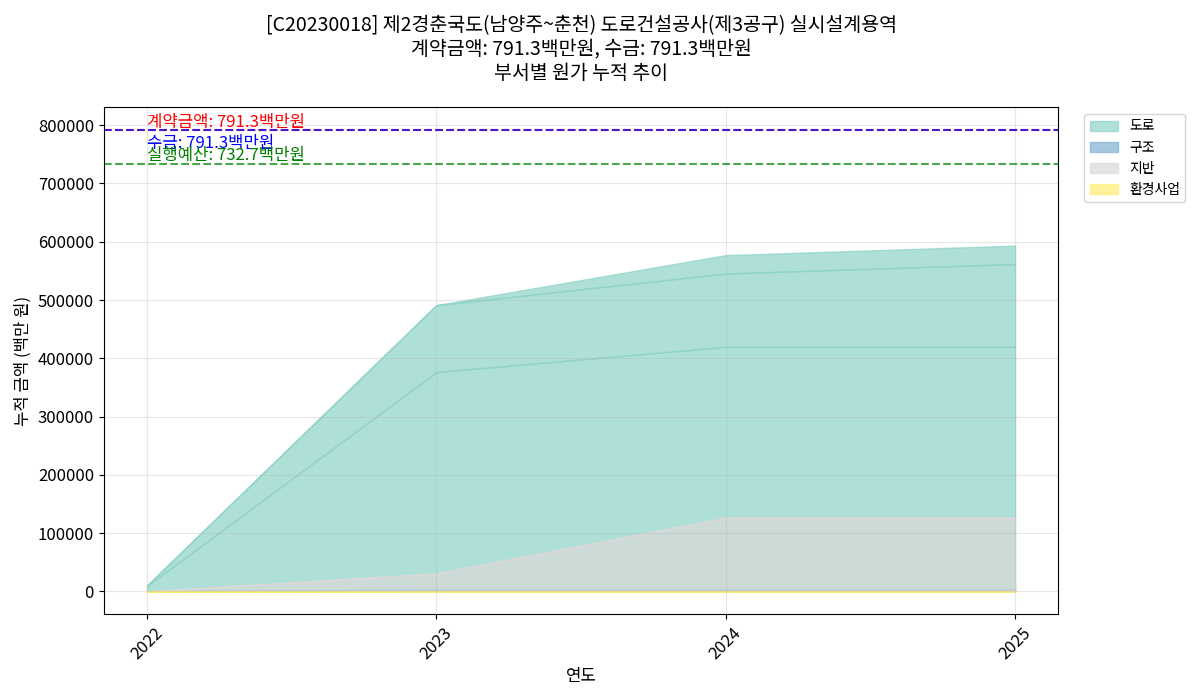 [C20230018] 제2경춘국도(남양주~춘천) 도로건설공사(제3공구) 실시설계용역
계약금액: 791.3백만원, 수금: 791.3백만원
부서별 원가 누적 추이
계약금액: 791.3백만원
수금: 791.3백만원
실행예산: 732.7백만원
도로
구조
지반
환경사업
누적 금액 (백만 원)
800000
700000
600000
500000
400000
300000
200000
100000
0
2022
2023
2024
2025
연도